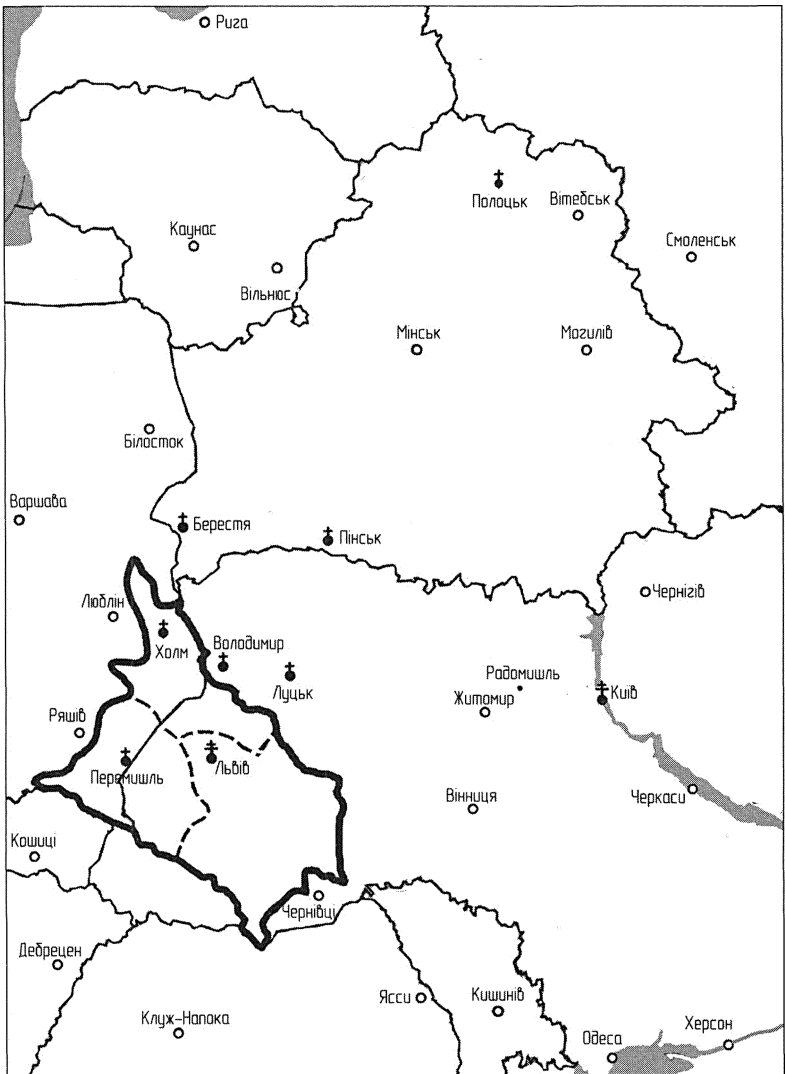 Рига
Полоцьк
Вітебськ
Каунас
Смоленськ
Вільнюс
Мінськ
Могилів
Білосток
Варшава
Берестя
Пінськ
Чернігів
Люблін
Холм
Володимир
Луцьк
Радомишль
Житомир
Київ
Ряшів
Перемишль
Львів
Вінниця
Черкаси
Кошиці
Чернівці
Дебрецен
Ясси
Кишинів
Клуж-Напока
Одеса
Херсон